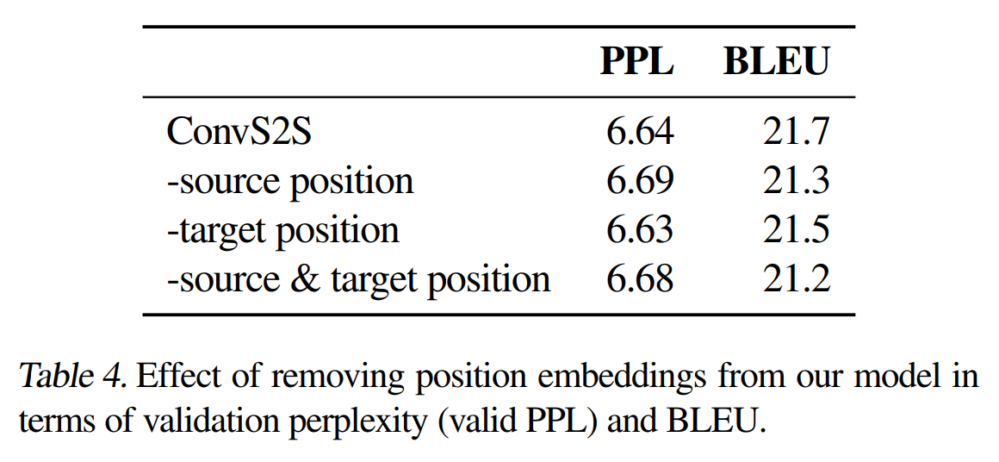 PPL BLEU
ConvS2S 6.64 21.7
-source position 6.69 21.3
-target position 6.63 21.5
-source & target position 6.68 21.2
Table 4. Effect of removing position embeddings from our model in
terms of validation perplexity (valid PPL) and BLEU.